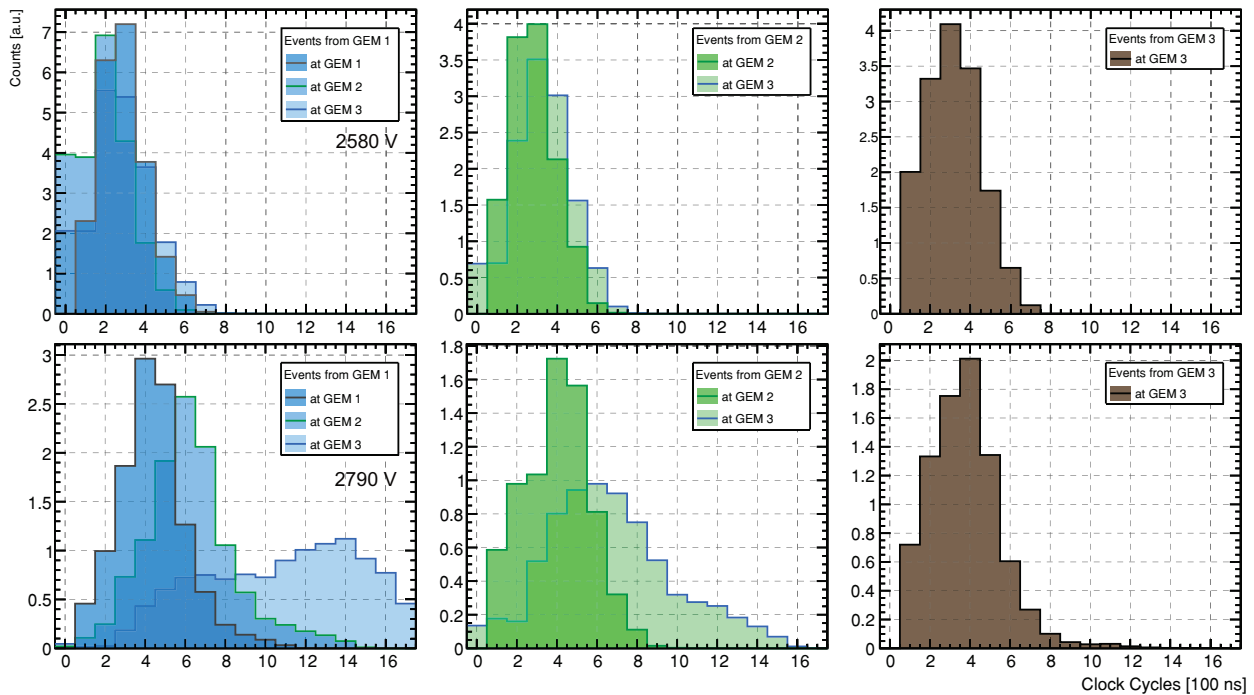 Counts [a.u.]
7
6
5
4
3
2
1
0
0 2 4 6 8 10 12 14 16
Events from GEM 1
at GEM 1
at GEM 2
at GEM 3
2580 V
4
3.5
3
2.5
2
1.5
1
0.5
0
0 2 4 6 8 10 12 14 16
Events from GEM 2
at GEM 2
at GEM 3
4
3.5
3
2.5
2
1.5
1
0.5
0
0 2 4 6 8 10 12 14 16
Events from GEM 3
at GEM 3
3
2.5
2
1.5
1
0.5
0
0 2 4 6 8 10 12 14 16
Events from GEM 1
at GEM 1
at GEM 2
at GEM 3
2790 V
1.8
1.6
1.4
1.2
1
0.8
0.6
0.4
0.2
0
0 2 4 6 8 10 12 14 16
Events from GEM 2
at GEM 2
at GEM 3
2
1.8
1.6
1.4
1.2
1
0.8
0.6
0.4
0.2
0
0 2 4 6 8 10 12 14 16
Events from GEM 3
at GEM 3
Clock Cycles [100 ns]